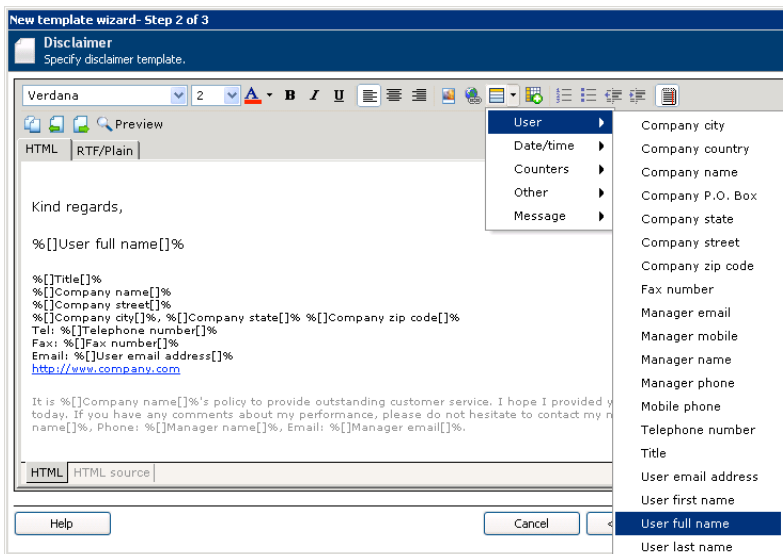 New template wizard- Step 2 of 3
Disclaimer
Specify disclaimer template.
Verdana 2 A B I U
Preview
HTML RTF/Plain
User
Date/time
Counters
Other
Message
Company city
Company country
Company name
Company P.O. Box
Company state
Company street
Company zip code
Fax number
Manager email
Manager mobile
Manager name
Manager phone
Mobile phone
Telephone number
Title
User email address
User first name
User full name
User last name
Kind regards,
%[]User full name[]%
%[]Title[]%
%[]Company name[]%
%[]Company street[]%
%[]Company city[]%, %[]Company state[]% %[]Company zip code[]%
Tel: %[]Telephone number[]%
Fax: %[]Fax number[]%
Email: %[]User email address[]%
http://www.company.com
It is %[]Company name[]%'s policy to provide outstanding customer service. I hope I provided y
today. If you have any comments about my performance, please do not hesitate to contact my
name[]%, Phone: %[]Manager name[]%, Email: %[]Manager email[]%.
HTML HTML source
Help Cancel <